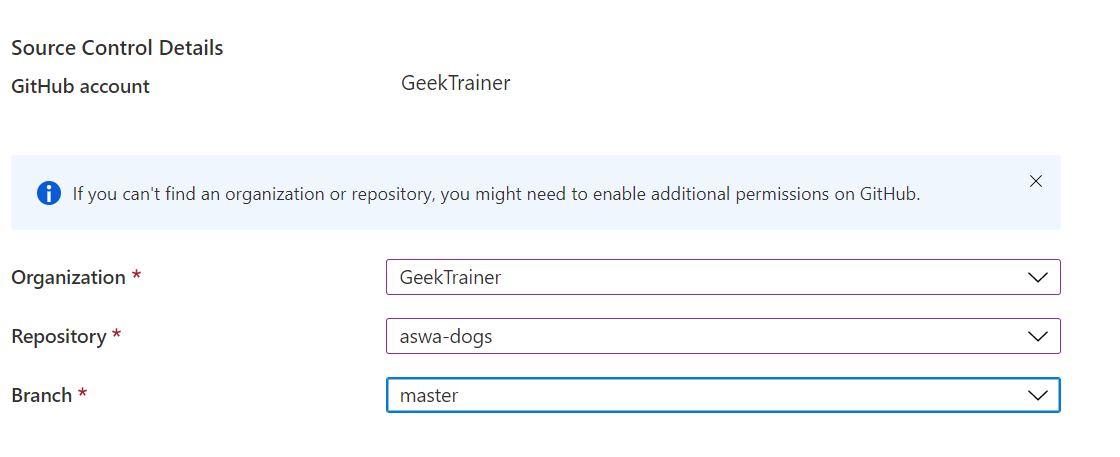 Source Control Details
GitHub account GeekTrainer
If you can't find an organization or repository, you might need to enable additional permissions on GitHub.
Organization * GeekTrainer
Repository * aswa-dogs
Branch * master